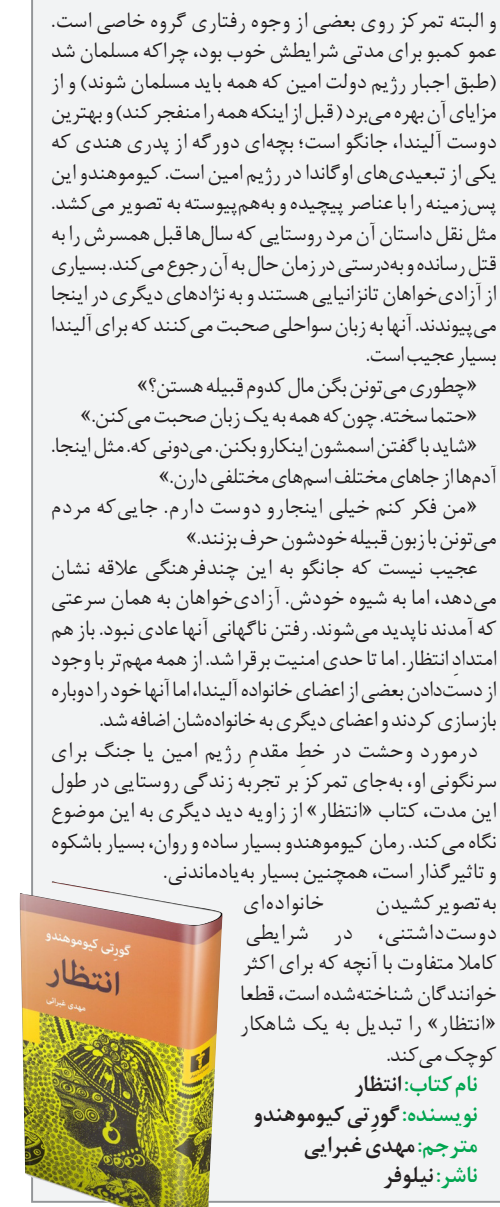 و البته تمرکز روی بعضی از وجوه رفتاری گروه خاصی است.
عمو کمبو برای مدتی شرایطش خوب بود، چراکه مسلمان شد
(طبق اجبار رژیم دولت امین که همه باید مسلمان شوند) و از
مزایای آن بهره می‌برد (قبل از اینکه همه را منفجر کند) و بهترین
دوست آلیندا، جانگو است؛ بچه‌ای دورگه از پدری هندی که
یکی از تبعیدی‌های اوگاندا در رژیم امین است. کیوموهندو این
پس‌زمینه را با عناصر پیچیده و به‌هم‌پیوسته به تصویر می‌کشد.
مثل نقل داستان آن مرد روستایی که سال‌ها قبل همسرش را به
قتل رسانده و به‌درستی در زمان حال به آن رجوع می‌کند. بسیاری
از آزادی‌خواهان تانزانیایی هستند و به نژادهای دیگری در اینجا
می‌پیوندند. آنها به زبان سواحلی صحبت می‌کنند که برای آلیندا
بسیار عجیب است.
«چطوری می‌تونن بگن مال کدوم قبیله هستن؟»
«حتما سخته. چون که همه به یک زبان صحبت می‌کنن.»
«شاید با گفتن اسمشون اینکارو بکنن. می‌دونی که. مثل اینجا.
آدم‌ها از جاهای مختلف اسم‌های مختلفی دارن.»
«من فکر کنم خیلی اینجارو دوست دارم. جایی‌که مردم
می‌تونن با زبون قبیله خودشون حرف بزنند.»
عجیب نیست که جانگو به این چندفرهنگی علاقه نشان
می‌دهد، اما به شیوه خودش. آزادی‌خواهان به همان سرعتی
که آمدند ناپدید می‌شوند. رفتن ناگهانی آنها عادی نبود. باز هم
امتدادِ انتظار. اما تا حدی امنیت برقرا شد. از همه مهم‌تر با وجود
از دست‌دادن بعضی از اعضای خانواده آلیندا، اما آنها خود را دوباره
بازسازی کردند و اعضای دیگری به خانواده‌شان اضافه شد.
درمورد وحشت در خطِ مقدمِ رژیم امین یا جنگ برای
سرنگونی او، به‌جای تمرکز بر تجربه زندگی روستایی در طول
این مدت، کتاب «انتظار» از زاویه دید دیگری به این موضوع
نگاه می‌کند. رمان کیوموهندو بسیار ساده و روان، بسیار باشکوه
و تاثیرگذار است، همچنین بسیار به‌یادماندنی.
به‌تصویرکشیدن خانواده‌ای
دوست‌داشتنی، در شرایطی
کاملا متفاوت با آنچه که برای اکثر
خوانندگان شناخته‌شده است، قطعا
«انتظار» را تبدیل به یک شاهکار
کوچک می‌کند.
نام کتاب: انتظار
نویسنده: گورِتی کیوموهندو
مترجم: مهدی غبرایی
ناشر: نیلوفر
گورتی کیوموهندو
انتظار
مهدی غبرائی